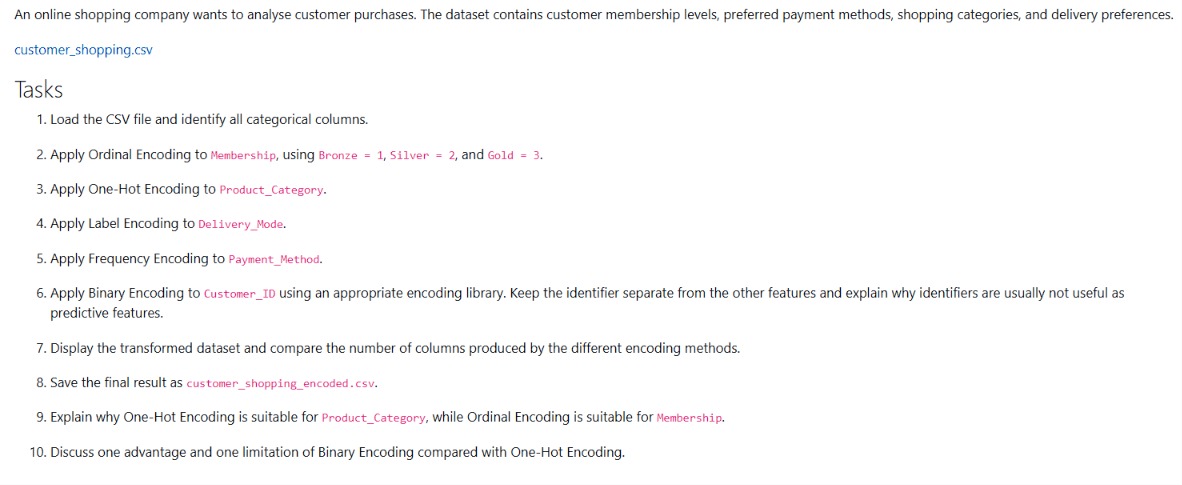 An online shopping company wants to analyse customer purchases. The dataset contains customer membership levels, preferred payment methods, shopping categories, and delivery preferences.
customer_shopping.csv
Tasks
1. Load the CSV file and identify all categorical columns.
2. Apply Ordinal Encoding to Membership, using Bronze = 1, Silver = 2, and Gold = 3.
3. Apply One-Hot Encoding to Product_Category.
4. Apply Label Encoding to Delivery_Mode.
5. Apply Frequency Encoding to Payment_Method.
6. Apply Binary Encoding to Customer_ID using an appropriate encoding library. Keep the identifier separate from the other features and explain why identifiers are usually not useful as
predictive features.
7. Display the transformed dataset and compare the number of columns produced by the different encoding methods.
8. Save the final result as customer_shopping_encoded.csv.
9. Explain why One-Hot Encoding is suitable for Product_Category, while Ordinal Encoding is suitable for Membership.
10. Discuss one advantage and one limitation of Binary Encoding compared with One-Hot Encoding.